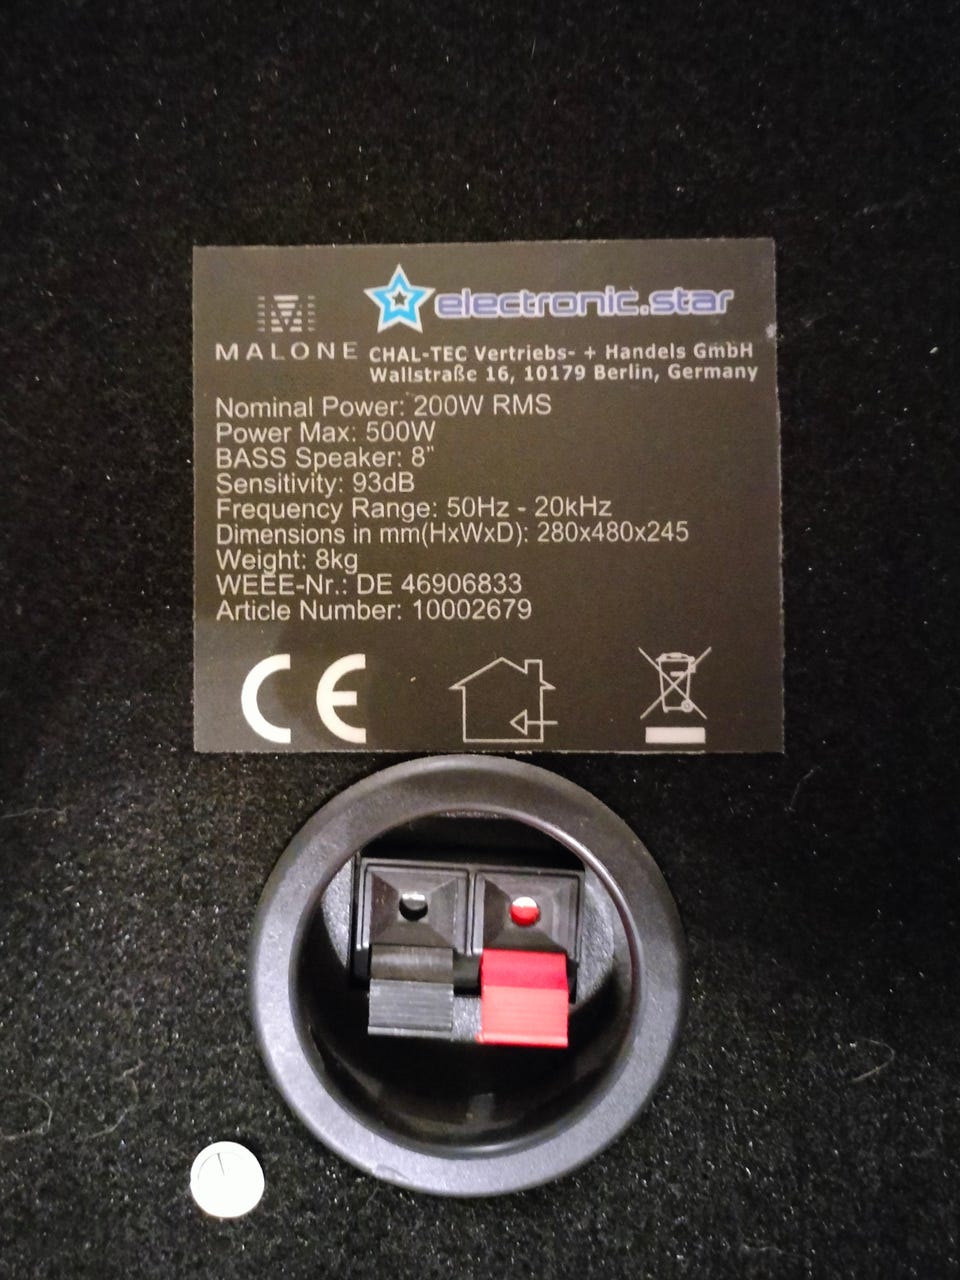 electronic.star
MALONE
CHAL-TEC Vertriebs- + Handels GmbH
Wallstraße 16, 10179 Berlin, Germany
Nominal Power: 200W RMS
Power Max: 500W
BASS Speaker: 8"
Sensitivity: 93dB
Frequency Range: 50Hz - 20kHz
Dimensions in mm(HxWxD): 280x480x245
Weight: 8kg
WEEE-Nr.: DE 46906833
Article Number: 10002679
CE